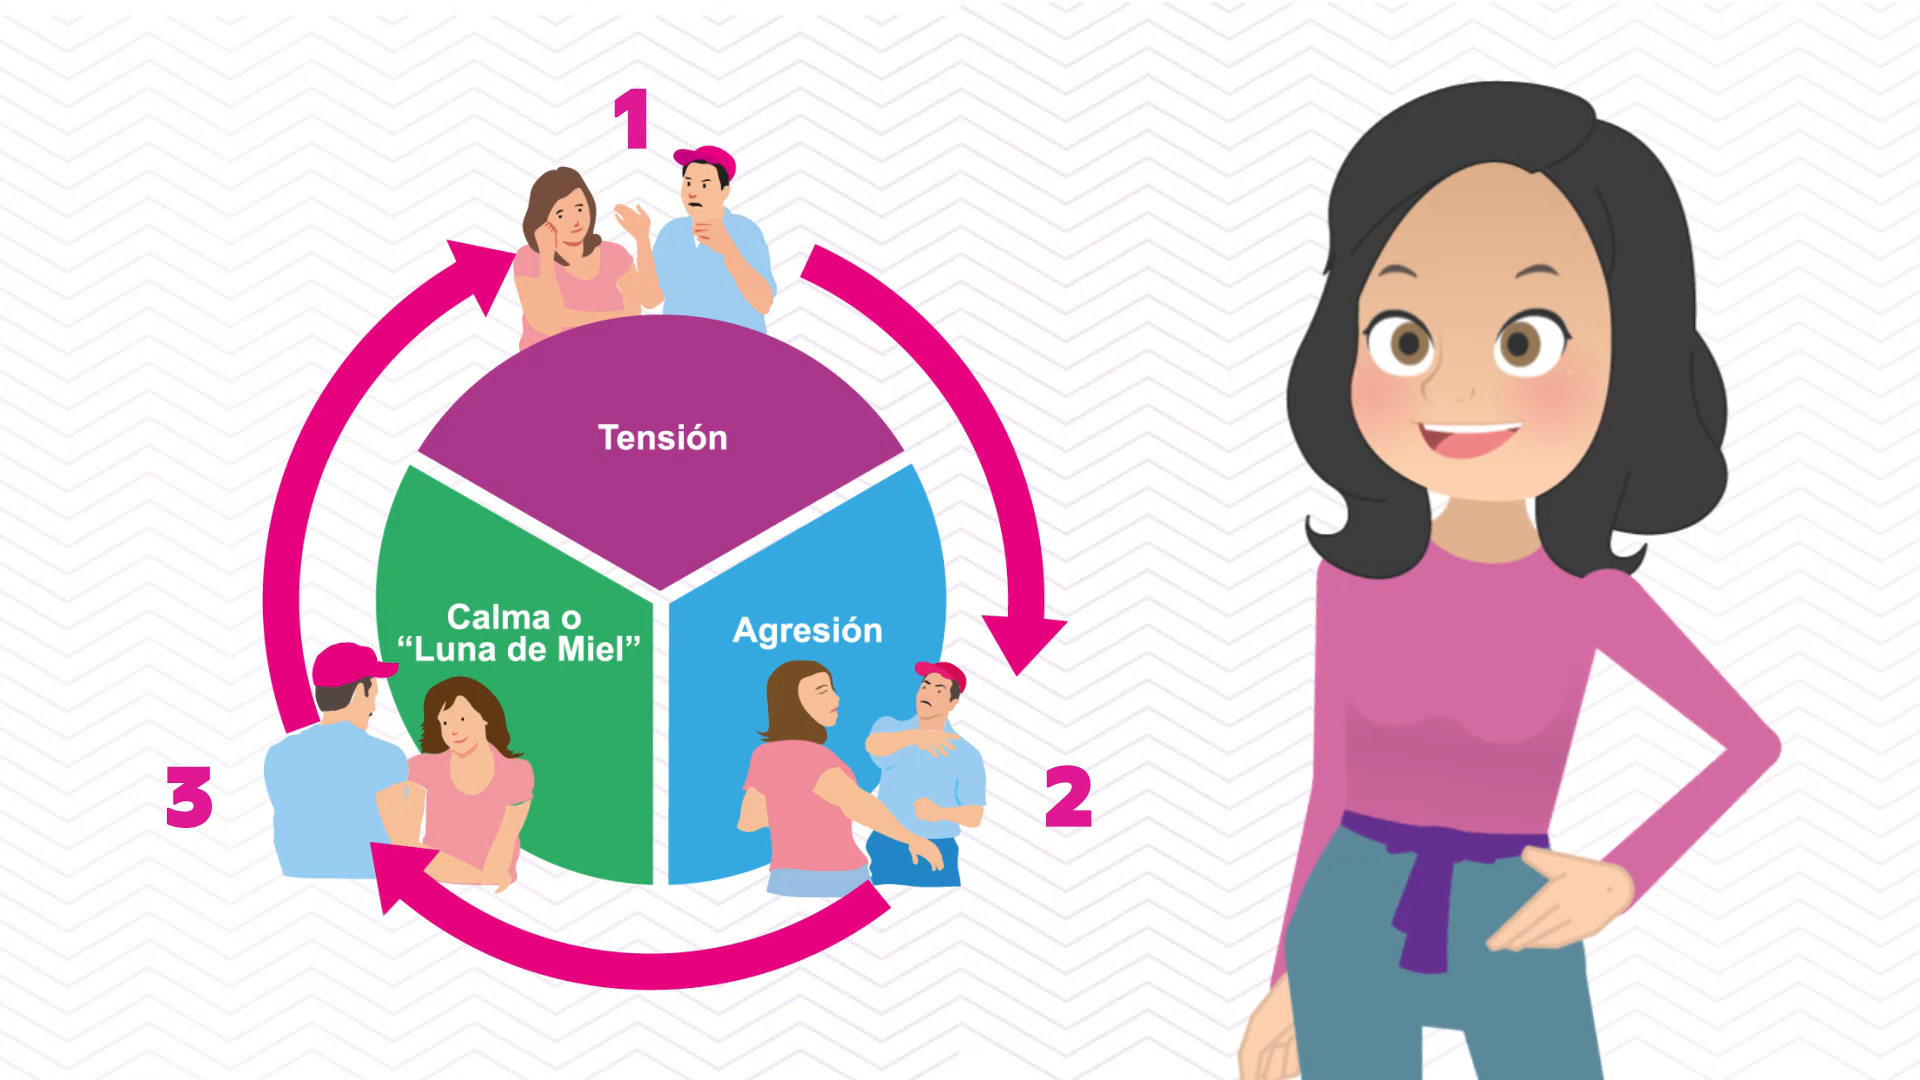 1
Tensión
Agresión
2
Calma o
“Luna de Miel”
3